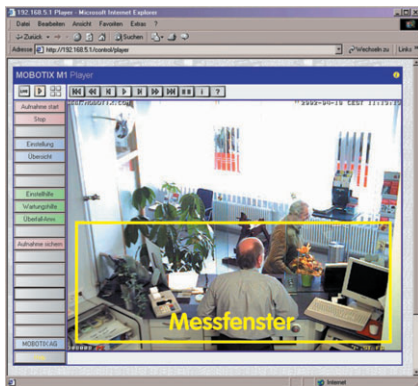 192.168.5.1 Player - Microsoft Internet Explorer
Datei Bearbeiten Ansicht Favoriten Extras ?
Zurück Suchen
Adresse http://192.168.5.1/control/player Wechseln zu Links
MOBOTIX M1 Player
Aufnahme start
Stop
Einstellung
Übersicht
Einstellhilfe
Wartungshilfe
Überfall Arms
Aufnahme sichern
Messfenster
MOBOTIX AG
Internet